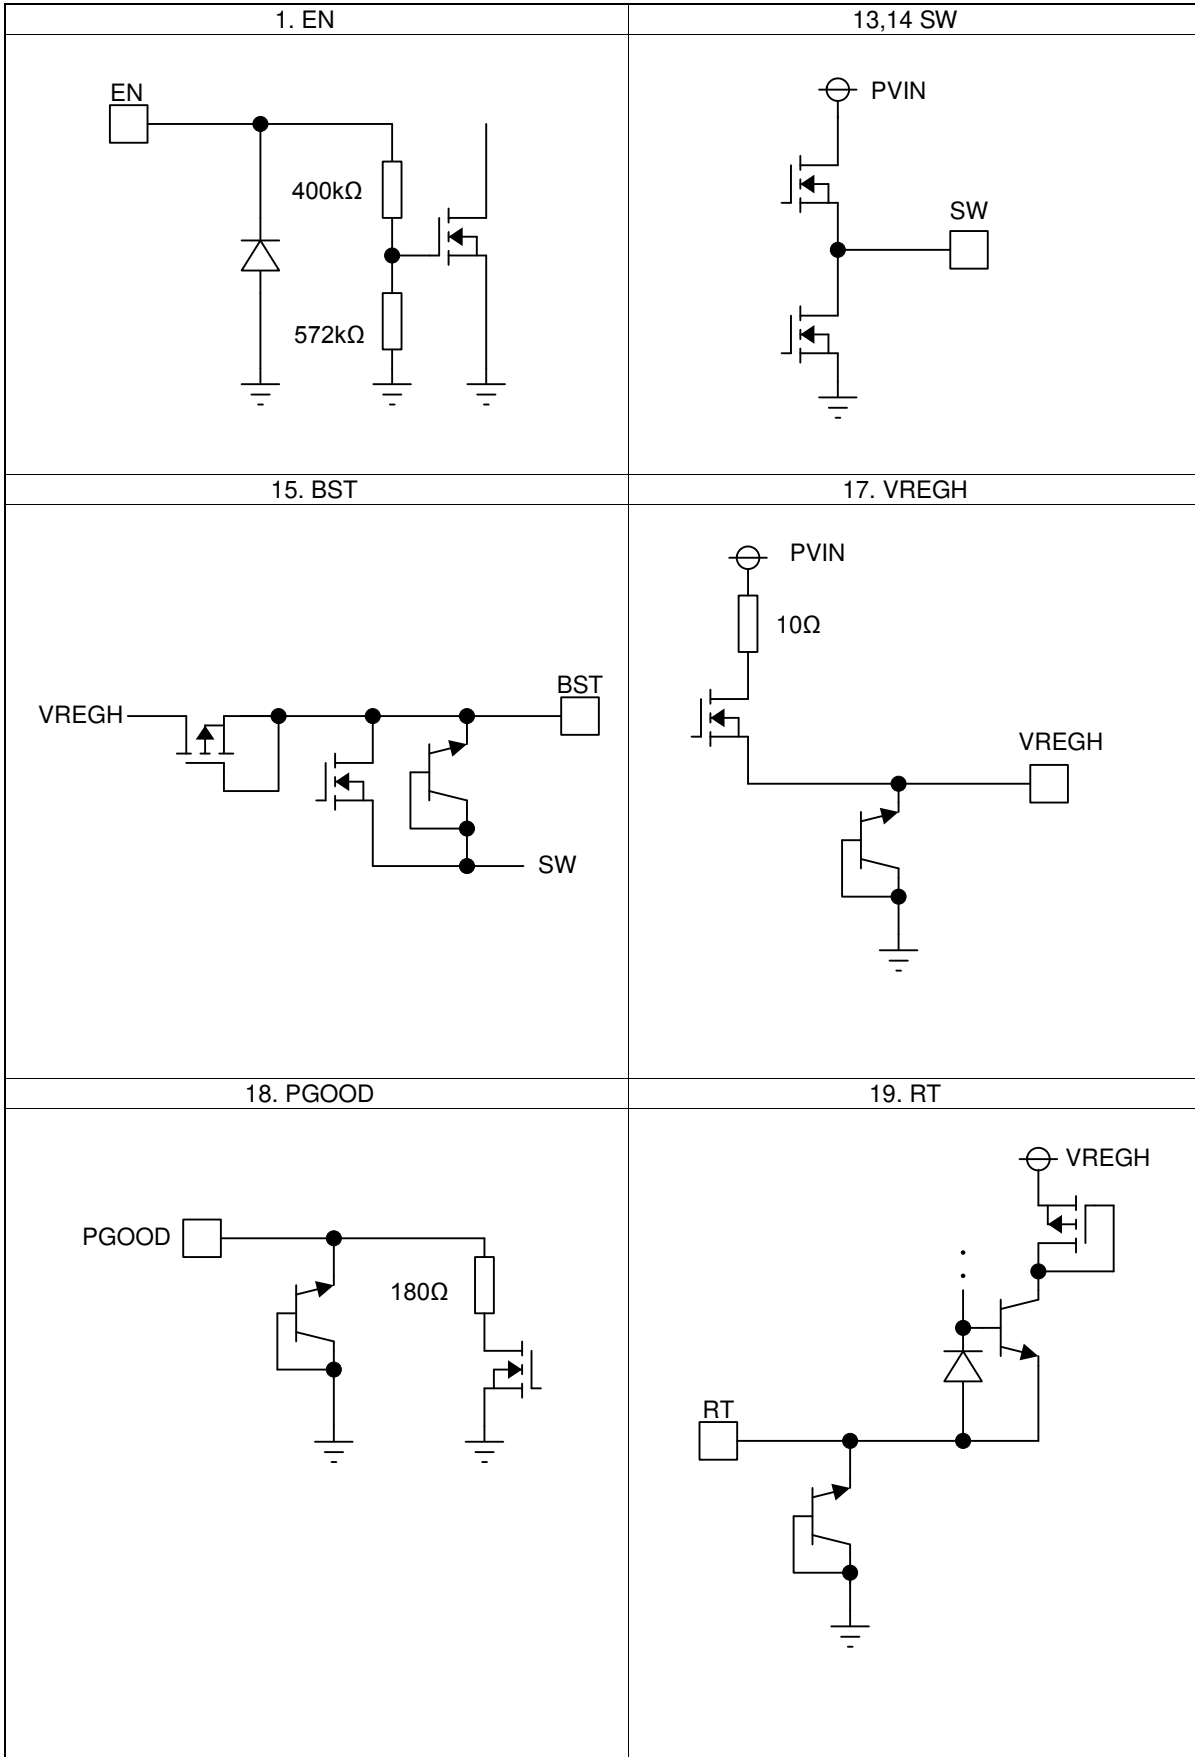 1. EN
13,14 SW
EN
400kΩ
572kΩ
PVIN
SW
15. BST
17. VREGH
VREGH
BST
SW
PVIN
10Ω
VREGH
18. PGOOD
19. RT
PGOOD
180Ω
VREGH
RT